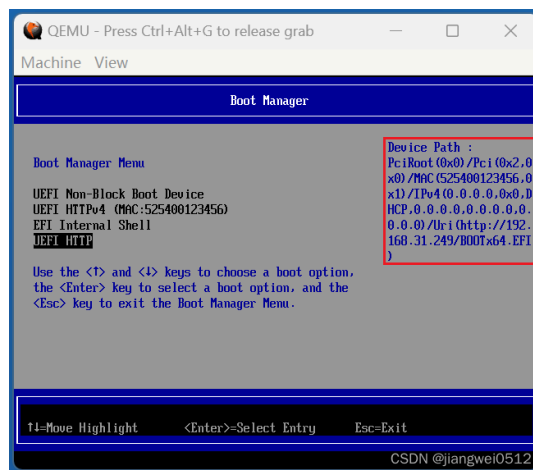 QEMU - Press Ctrl+Alt+G to release grab
Machine View
Boot Manager
Boot Manager Menu
UEFI Non-Block Boot Device
UEFI HTTPv4 (MAC:525400123456)
EFI Internal Shell
UEFI HTTP
Use the <↑> and <↓> keys to choose a boot option,
the <Enter> key to select a boot option, and the
<Esc> key to exit the Boot Manager Menu.
Device Path :
PciRoot(0x0)/Pci(0x2,0
x0)/MAC(525400123456,0
x1)/IPv4(0.0.0.0,0x0,D
HCP,0.0.0.0,0.0.0.0,0.
0.0.0)/Uri(http://192.
168.31.249/BOOTx64.EFI
)
↑↓=Move Highlight <Enter>=Select Entry Esc=Exit
CSDN @jiangwei0512